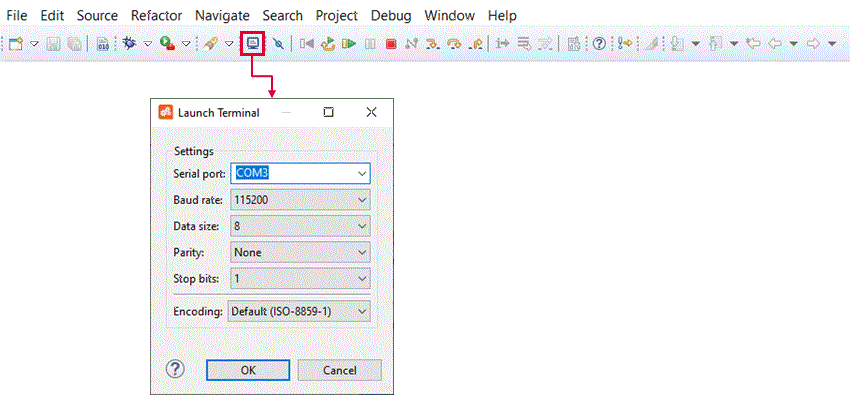 File Edit Source Refactor Navigate Search Project Debug Window Help
010
Launch Terminal
Settings
Serial port: COM3
Baud rate: 115200
Data size: 8
Parity: None
Stop bits: 1
Encoding: Default (ISO-8859-1)
? OK Cancel